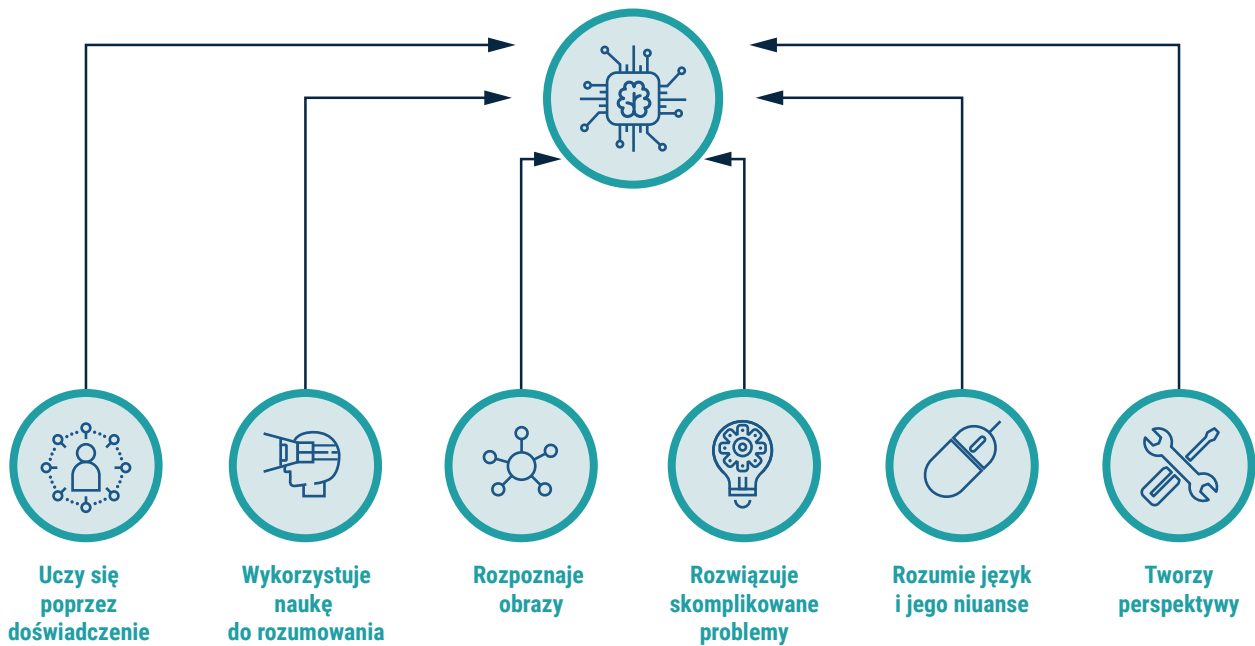 Uczy się
poprzez
doświadczenie
Wykorzystuje
naukę
do rozumowania
Rozpoznaje
obrazy
Rozwiązuje
skomplikowane
problemy
Rozumie język
i jego niuanse
Tworzy
perspektywy